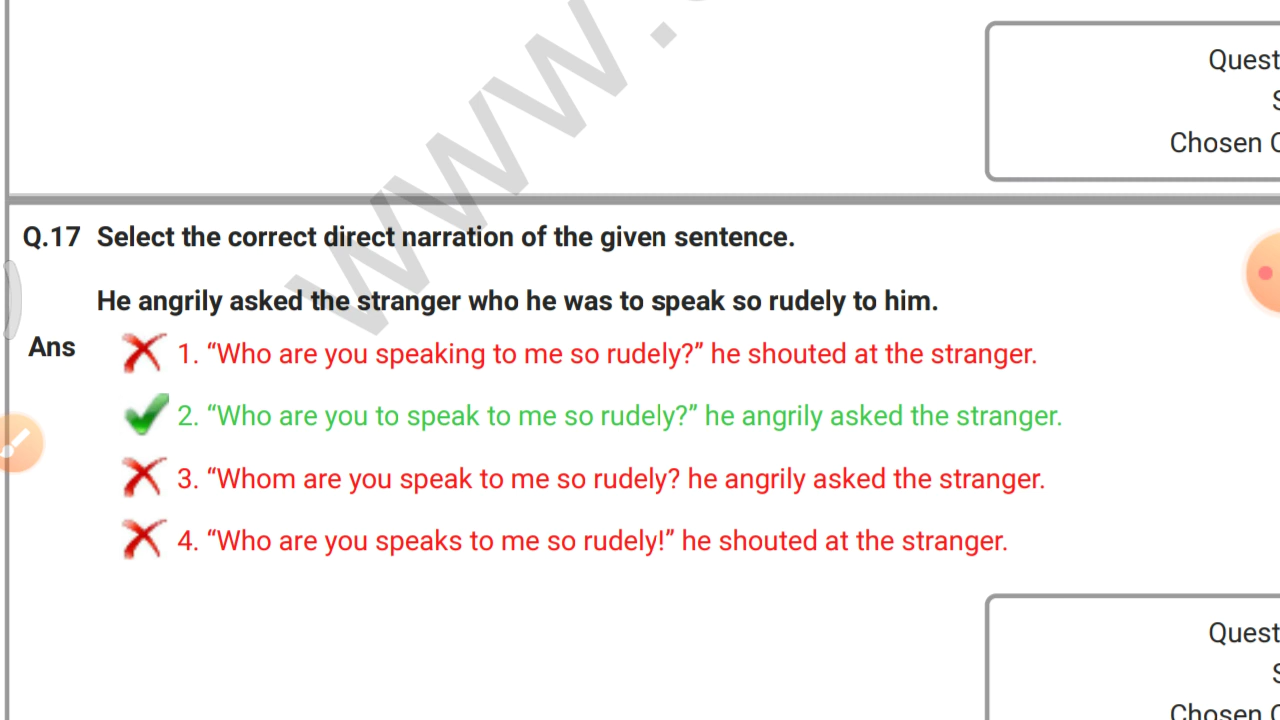 www.
Quest
S
Chosen C
Q.17 Select the correct direct narration of the given sentence.
He angrily asked the stranger who he was to speak so rudely to him.
Ans
1. “Who are you speaking to me so rudely?” he shouted at the stranger.
2. “Who are you to speak to me so rudely?” he angrily asked the stranger.
3. “Whom are you speak to me so rudely? he angrily asked the stranger.
4. “Who are you speaks to me so rudely!” he shouted at the stranger.
Quest
S
Chosen C